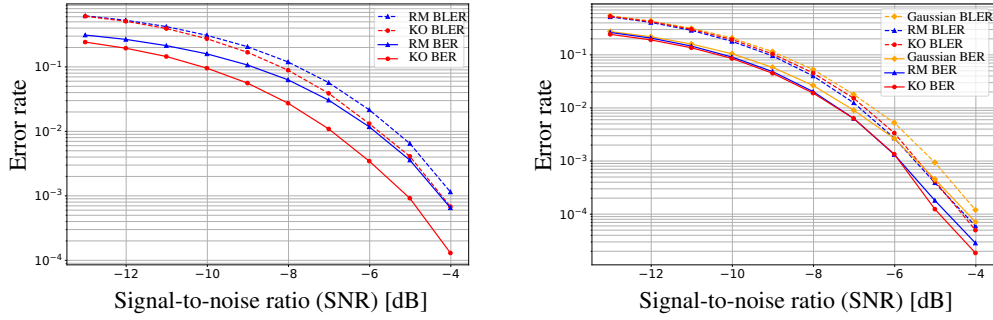 RM BLER
KO BLER
RM BER
KO BER
10⁻¹
10⁻²
10⁻³
10⁻⁴
Error rate
−12
−10
−8
−6
−4
Signal-to-noise ratio (SNR) [dB]
Gaussian BLER
RM BLER
KO BLER
Gaussian BER
RM BER
KO BER
10⁻¹
10⁻²
10⁻³
10⁻⁴
Error rate
−12
−10
−8
−6
−4
Signal-to-noise ratio (SNR) [dB]